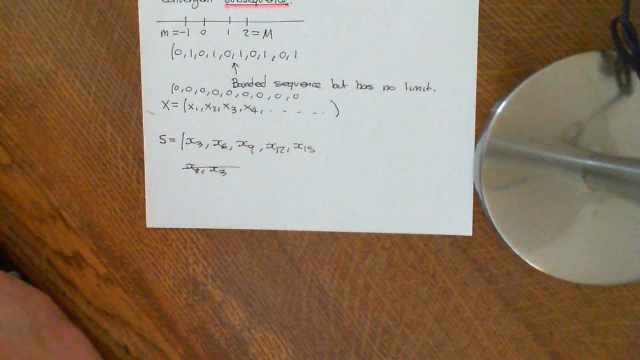 convergent subsequence.
m=-1 0 1 2=M
(0,1,0,1,0,1,0,1,0,1
Bounded sequence but has no limit.
(0,0,0,0,0,0,0,0,0
X=(x₁,x₂,x₃,x₄,......)
S=(x₃,x₆,x₉,x₁₂,x₁₅
x₃